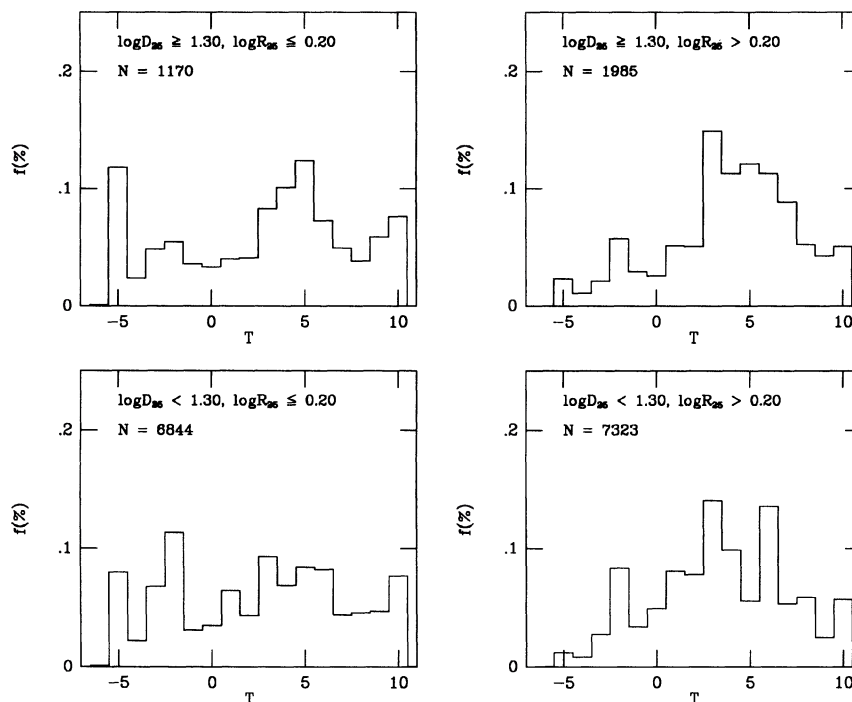 logD₂₅ ≧ 1.30, logR₂₅ ≦ 0.20
N = 1170
.2
.1
0
f(%)
−5 0 5 10
T
logD₂₅ ≧ 1.30, logR₂₅ > 0.20
N = 1985
.2
.1
0
f(%)
−5 0 5 10
T
logD₂₅ < 1.30, logR₂₅ ≦ 0.20
N = 6844
.2
.1
0
f(%)
−5 0 5 10
T
logD₂₅ < 1.30, logR₂₅ > 0.20
N = 7323
.2
.1
0
f(%)
−5 0 5 10
T